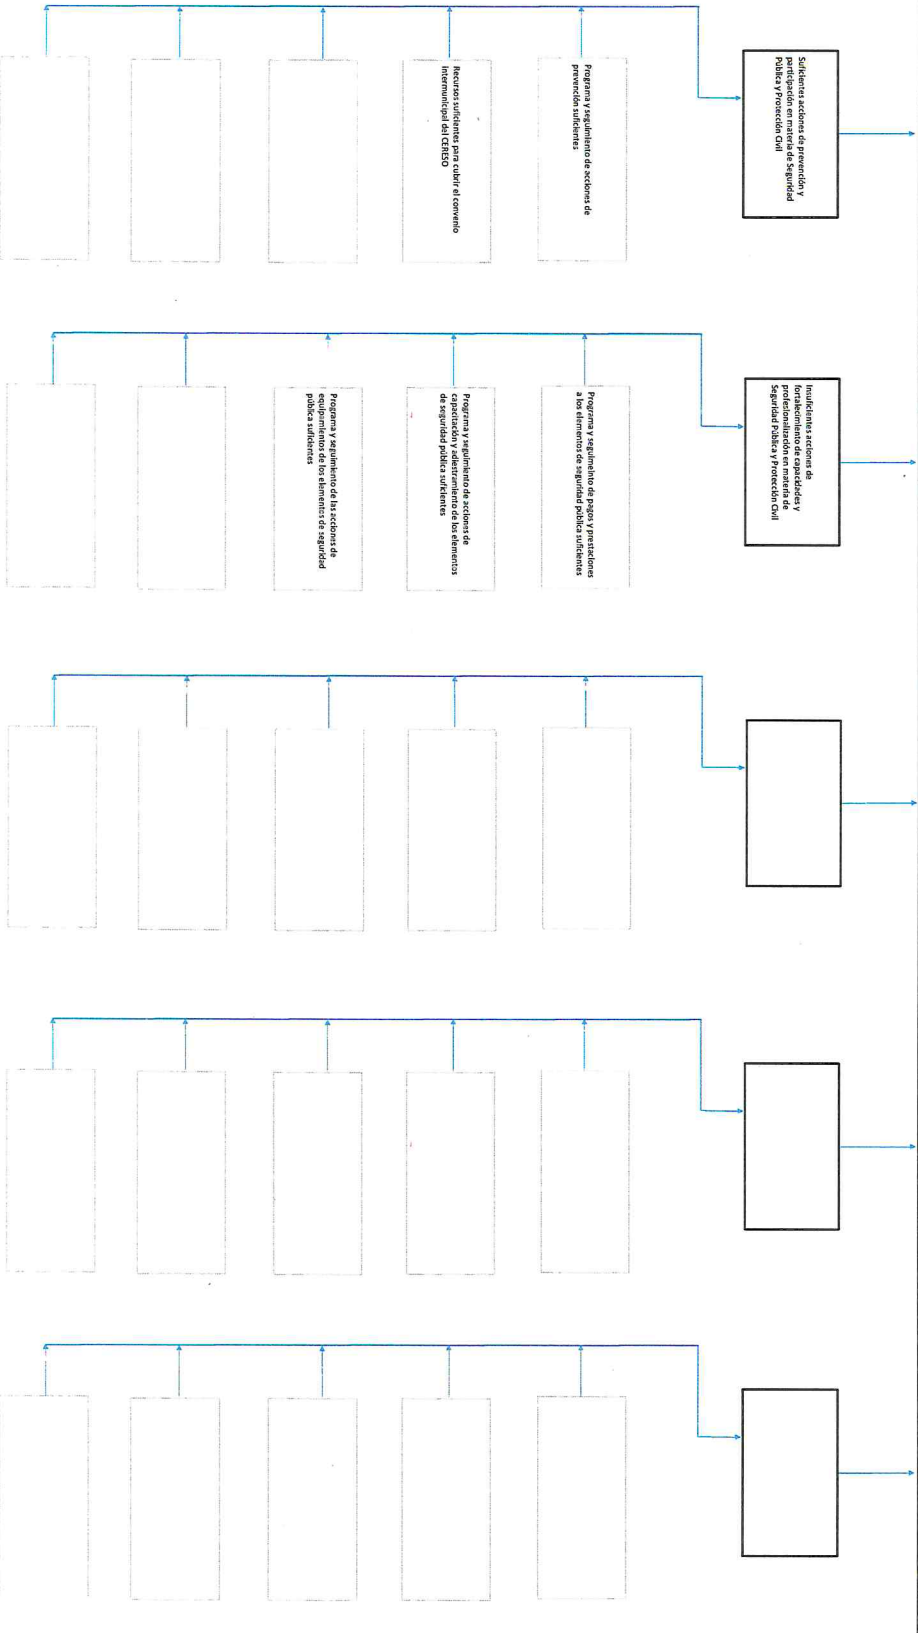 Suficientes acciones de prevención y
participación en materia de Seguridad
Pública y Protección Civil
Programa y seguimiento de acciones de
prevención suficientes
Recursos suficientes para cubrir el convenio
intermunicipal del CERESO
Insuficientes acciones de
fortalecimiento de capacidades y
profesionalización en materia de
Seguridad Pública y Protección Civil
Programa y seguimeinto de pagos y prestaciones
a los elementos de seguridad pública suficientes
Programa y seguimiento de acciones de
capacitación y adiestramiento de los elementos
de seguridad pública suficientes
Programa y seguimiento de las acciones de
equipamientos de los elementos de seguridad
pública suficientes